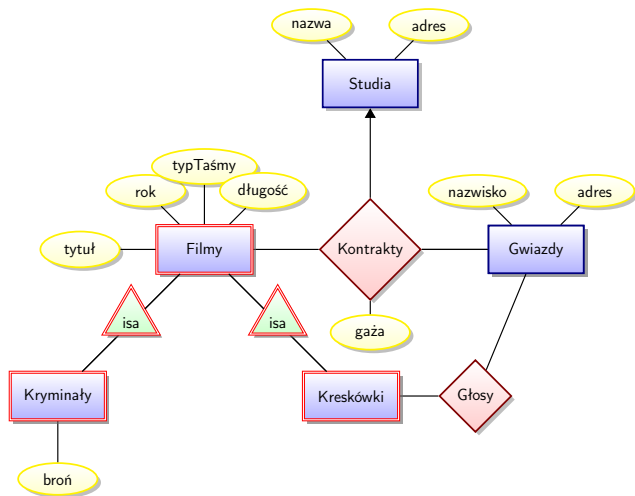 nazwa
adres
Studia
typTaśmy
rok
długość
nazwisko
adres
tytuł
Filmy
Kontrakty
Gwiazdy
isa
isa
gaża
Kryminały
Kreskówki
Głosy
broń